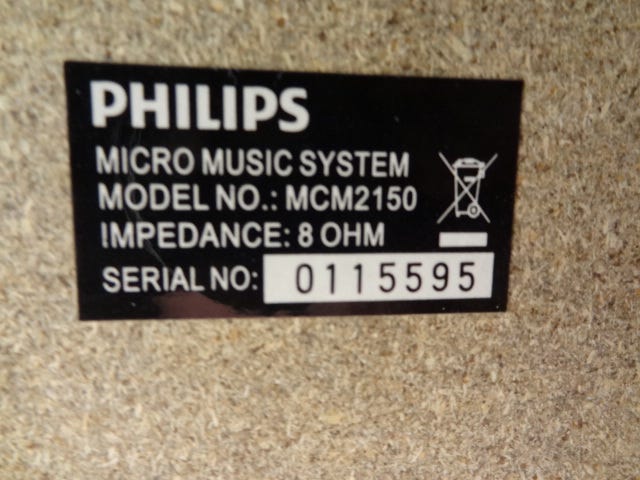 PHILIPS
MICRO MUSIC SYSTEM
MODEL NO.: MCM2150
IMPEDANCE: 8 OHM
SERIAL NO: 0115595